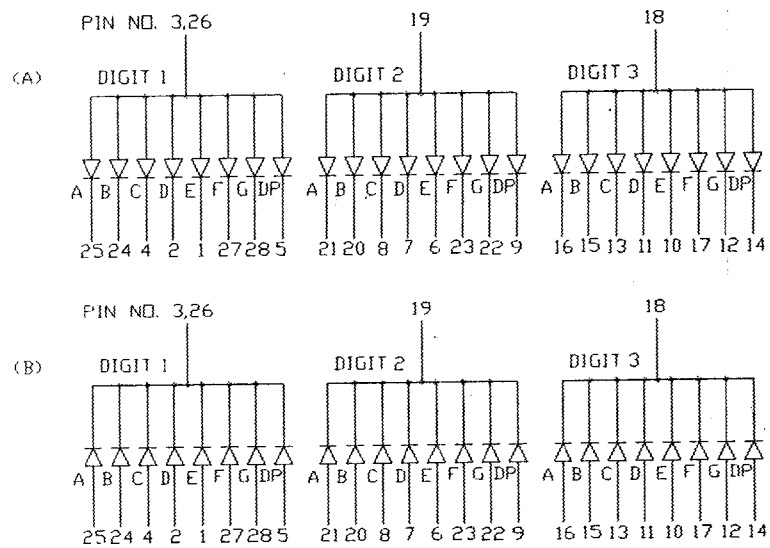 PIN NO. 3,26 19 18
(A) DIGIT 1 DIGIT 2 DIGIT 3
A B C D E F G DP A B C D E F G DP A B C D E F G DP
25 24 4 2 1 27 28 5 21 20 8 7 6 23 22 9 16 15 13 11 10 17 12 14
PIN NO. 3,26 19 18
(B) DIGIT 1 DIGIT 2 DIGIT 3
A B C D E F G DP A B C D E F G DP A B C D E F G DP
25 24 4 2 1 27 28 5 21 20 8 7 6 23 22 9 16 15 13 11 10 17 12 14